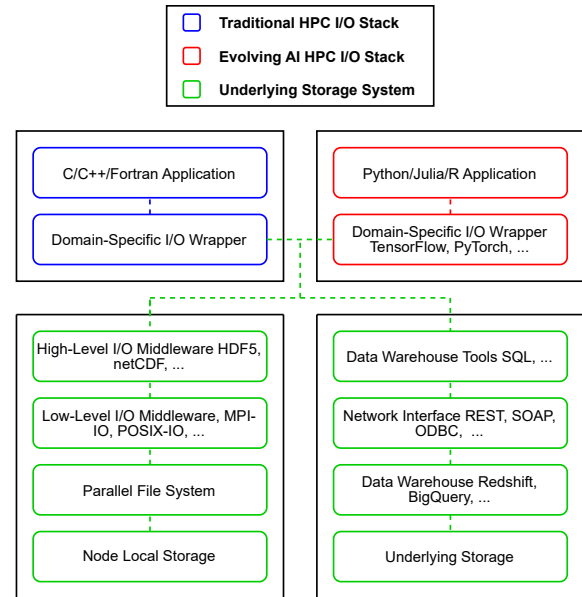 Traditional HPC I/O Stack
Evolving AI HPC I/O Stack
Underlying Storage System
C/C++/Fortran Application
Domain-Specific I/O Wrapper
Python/Julia/R Application
Domain-Specific I/O Wrapper
TensorFlow, PyTorch, ...
High-Level I/O Middleware HDF5,
netCDF, ...
Low-Level I/O Middleware, MPI-
IO, POSIX-IO, ...
Parallel File System
Node Local Storage
Data Warehouse Tools SQL, ...
Network Interface REST, SOAP,
ODBC, ...
Data Warehouse Redshift,
BigQuery, ...
Underlying Storage